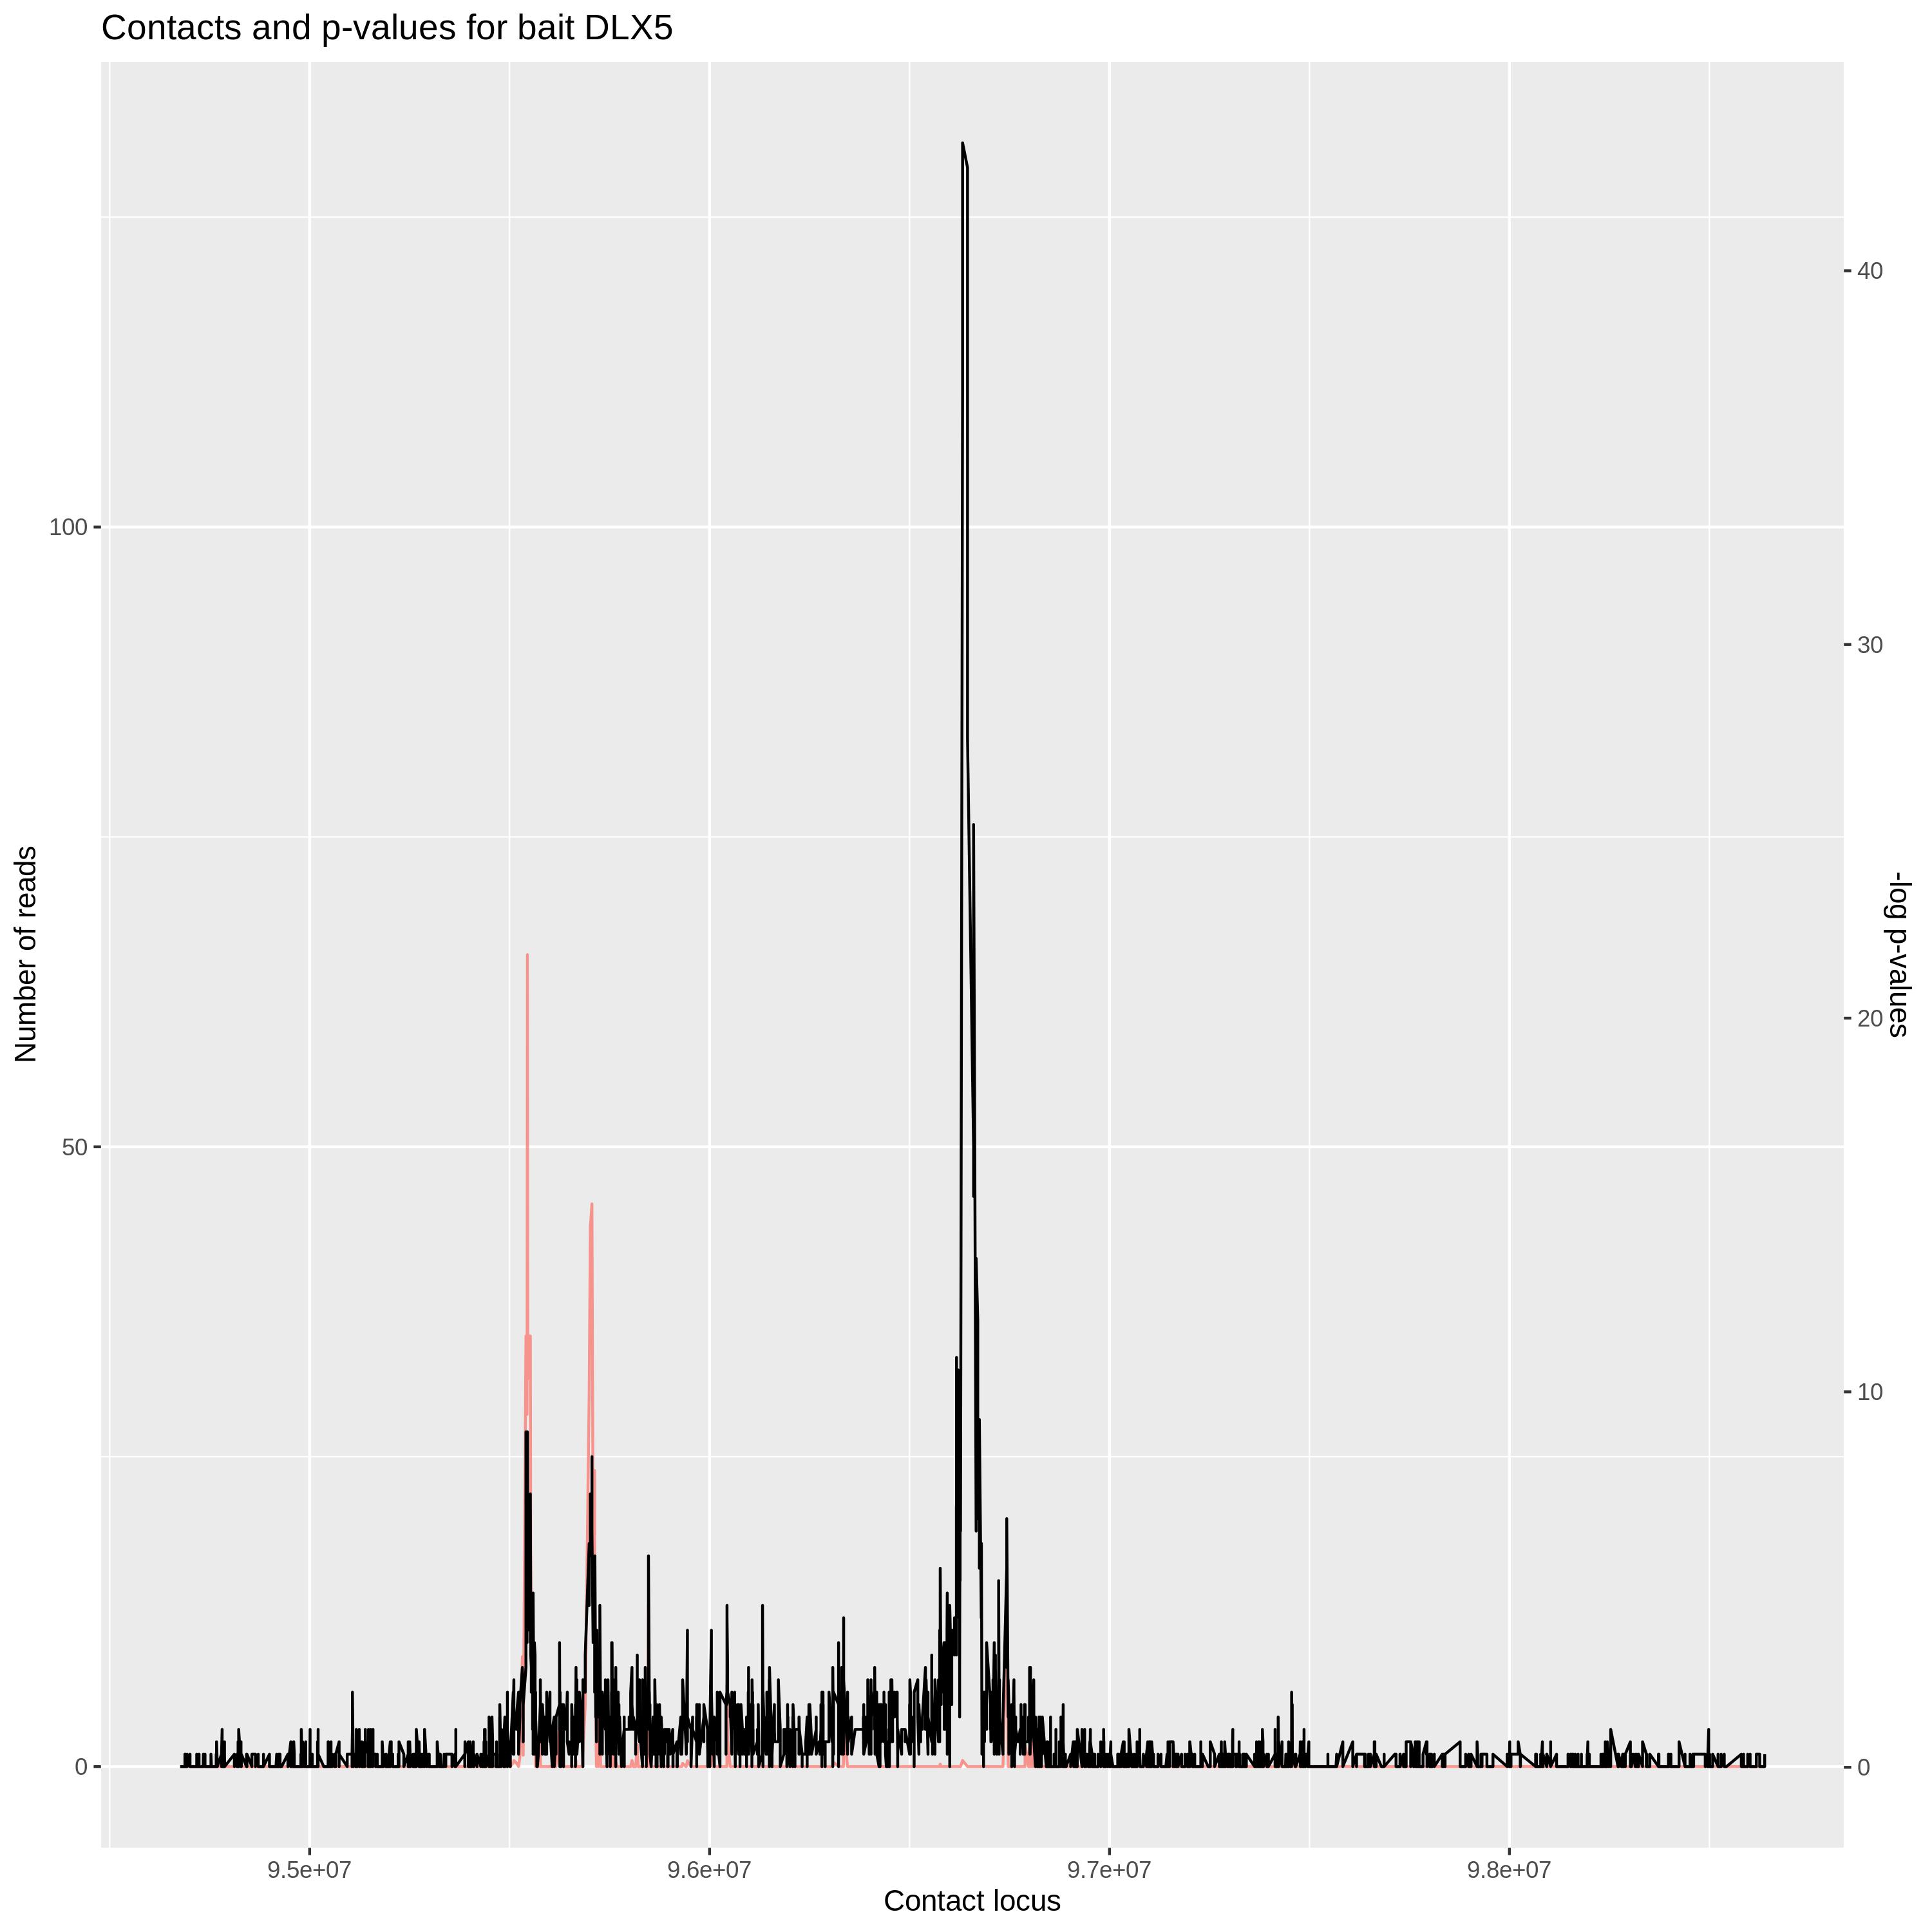 Contacts and p-values for bait DLX5
Number of reads
100
50
0
40
30
20
10
0
-log p-values
9.5e+07
9.6e+07
9.7e+07
9.8e+07
Contact locus